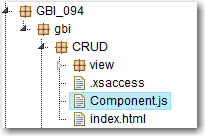 GBI_094
gbi
CRUD
view
.xsaccess
Component.js
index.html